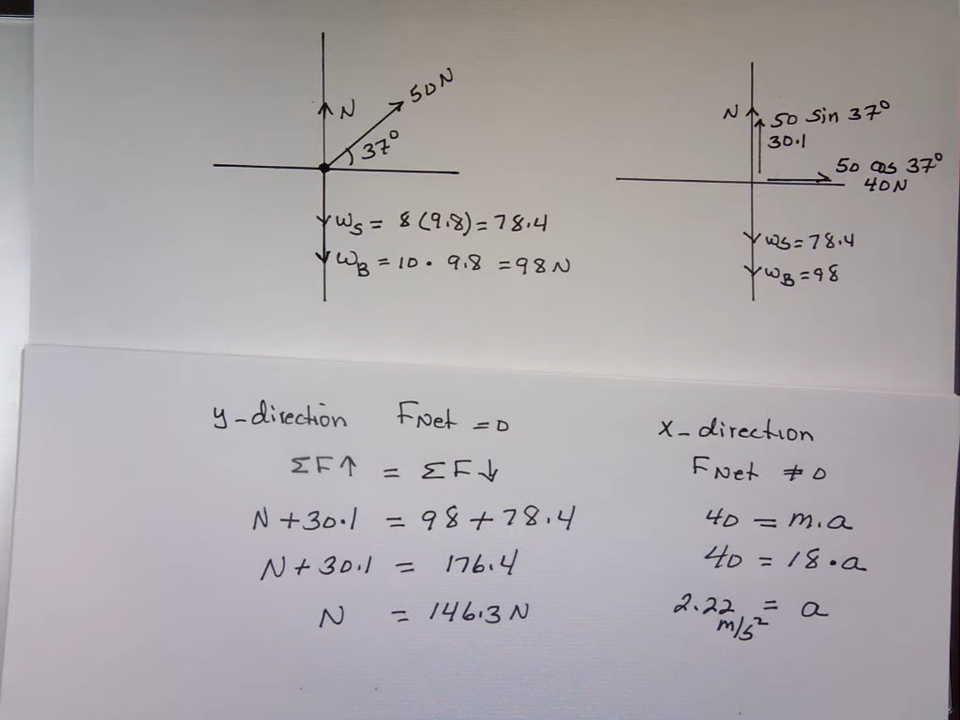 N
50N
37°
Ws = 8(9.8) = 78.4
WB = 10 · 9.8 = 98 N
N
50 sin 37°
30.1
50 cos 37°
40N
Ws = 78.4
WB = 98
y-direction FNet = 0
ΣF↑ = ΣF↓
N + 30.1 = 98 + 78.4
N + 30.1 = 176.4
N = 146.3 N
x-direction
FNet ≠ 0
40 = m.a
40 = 18 · a
2.22 m/s² = a